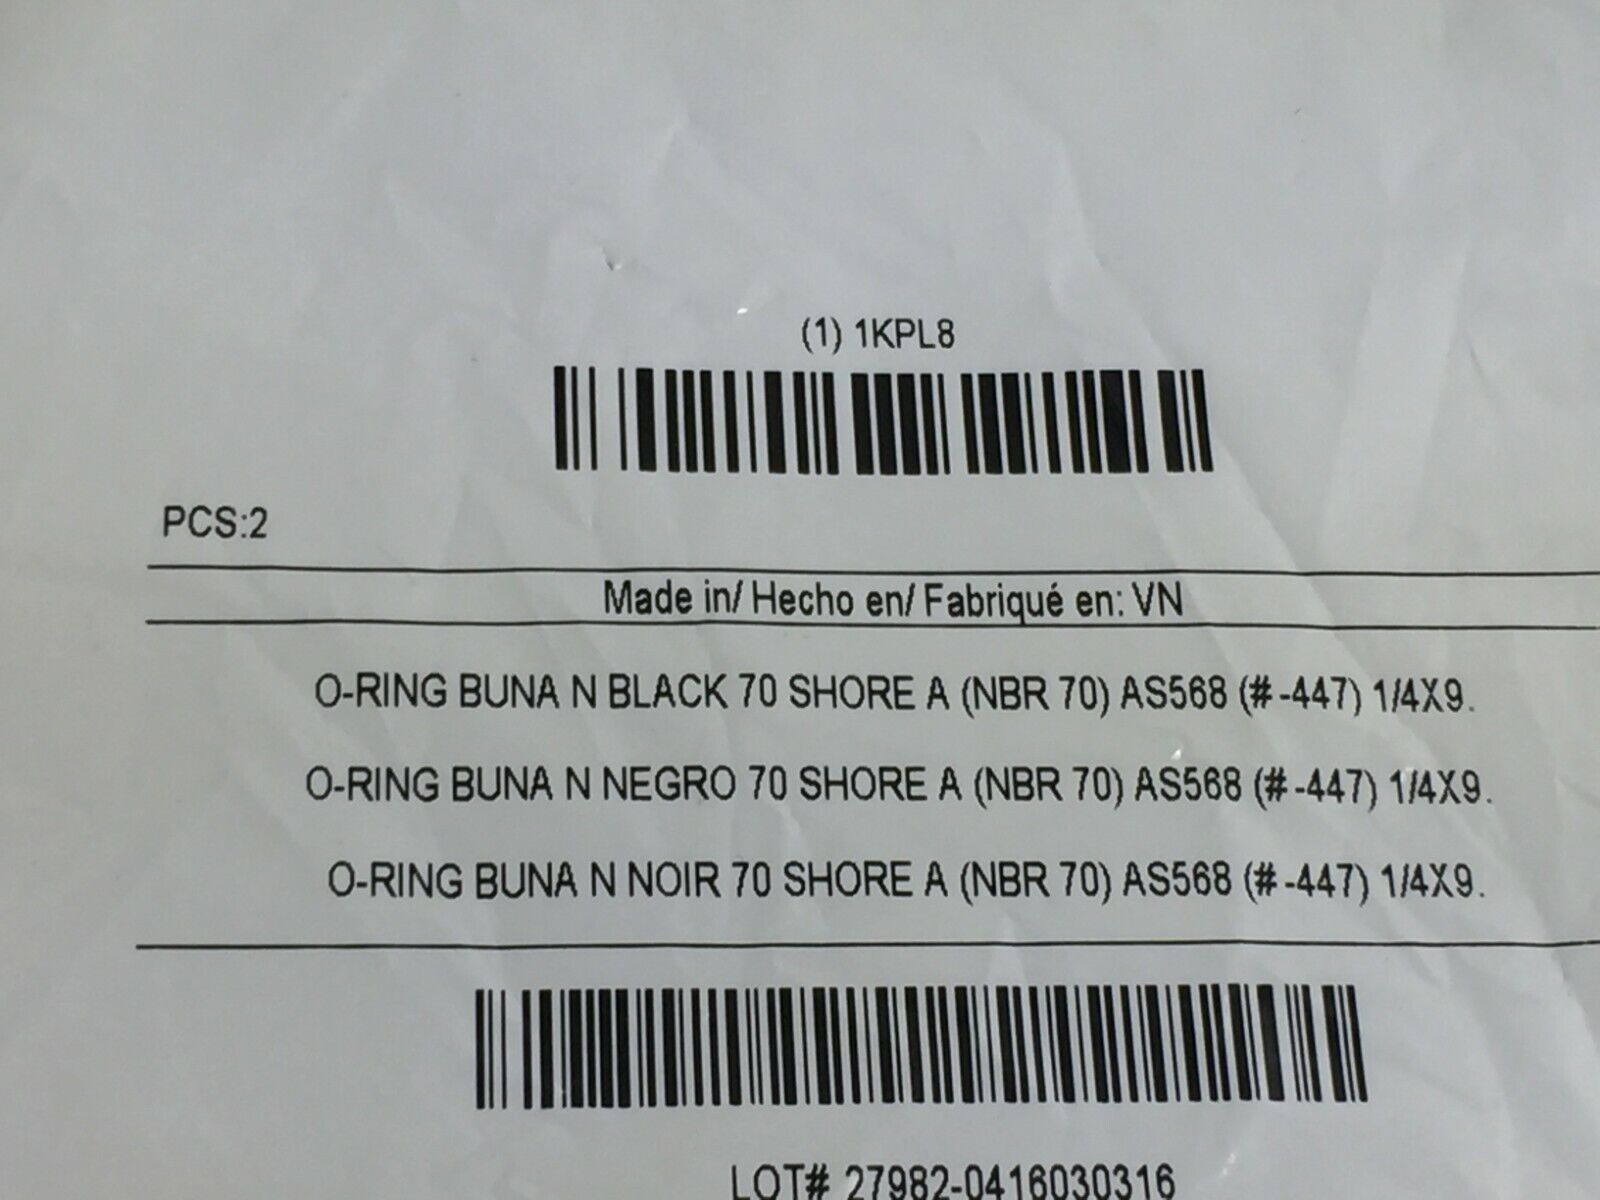 (1) 1KPL8
PCS:2
Made in/ Hecho en/ Fabriqué en: VN
O-RING BUNA N BLACK 70 SHORE A (NBR 70) AS568 (# -447) 1/4X9.
O-RING BUNA N NEGRO 70 SHORE A (NBR 70) AS568 (# -447) 1/4X9.
O-RING BUNA N NOIR 70 SHORE A (NBR 70) AS568 (# -447) 1/4X9.
LOT# 27982-0416030316